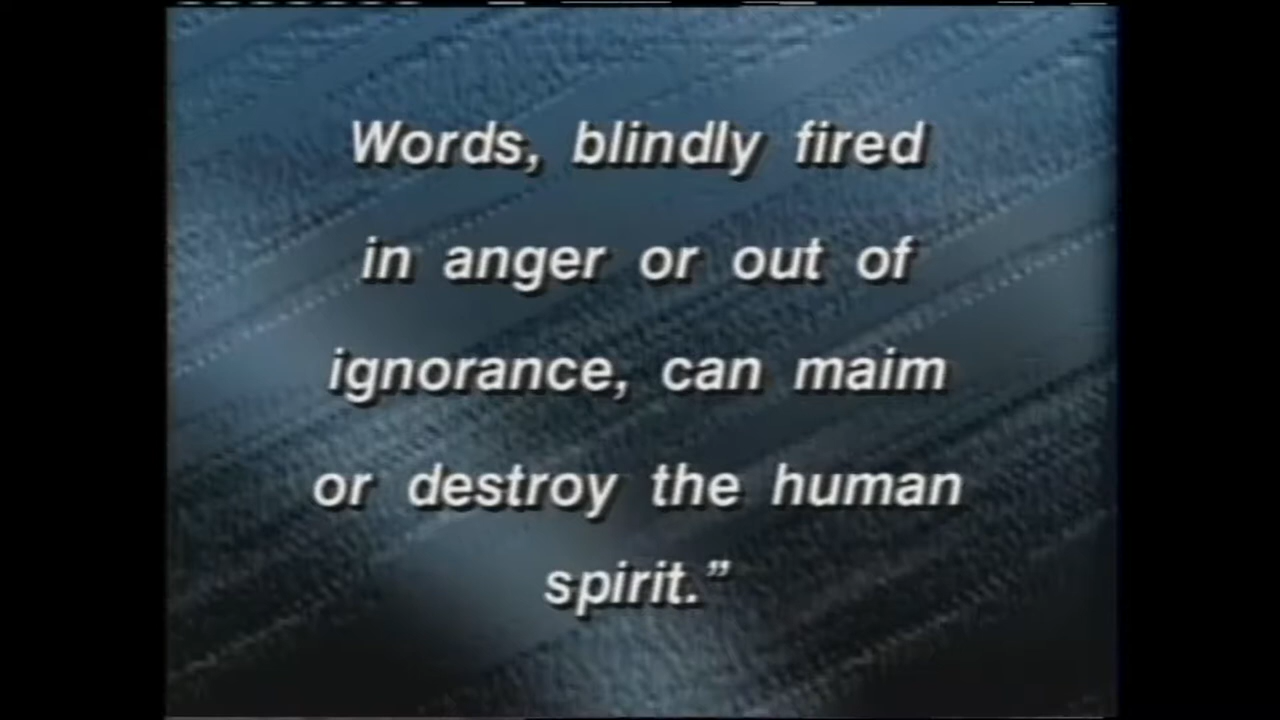 Words, blindly fired
in anger or out of
ignorance, can maim
or destroy the human
spirit.”